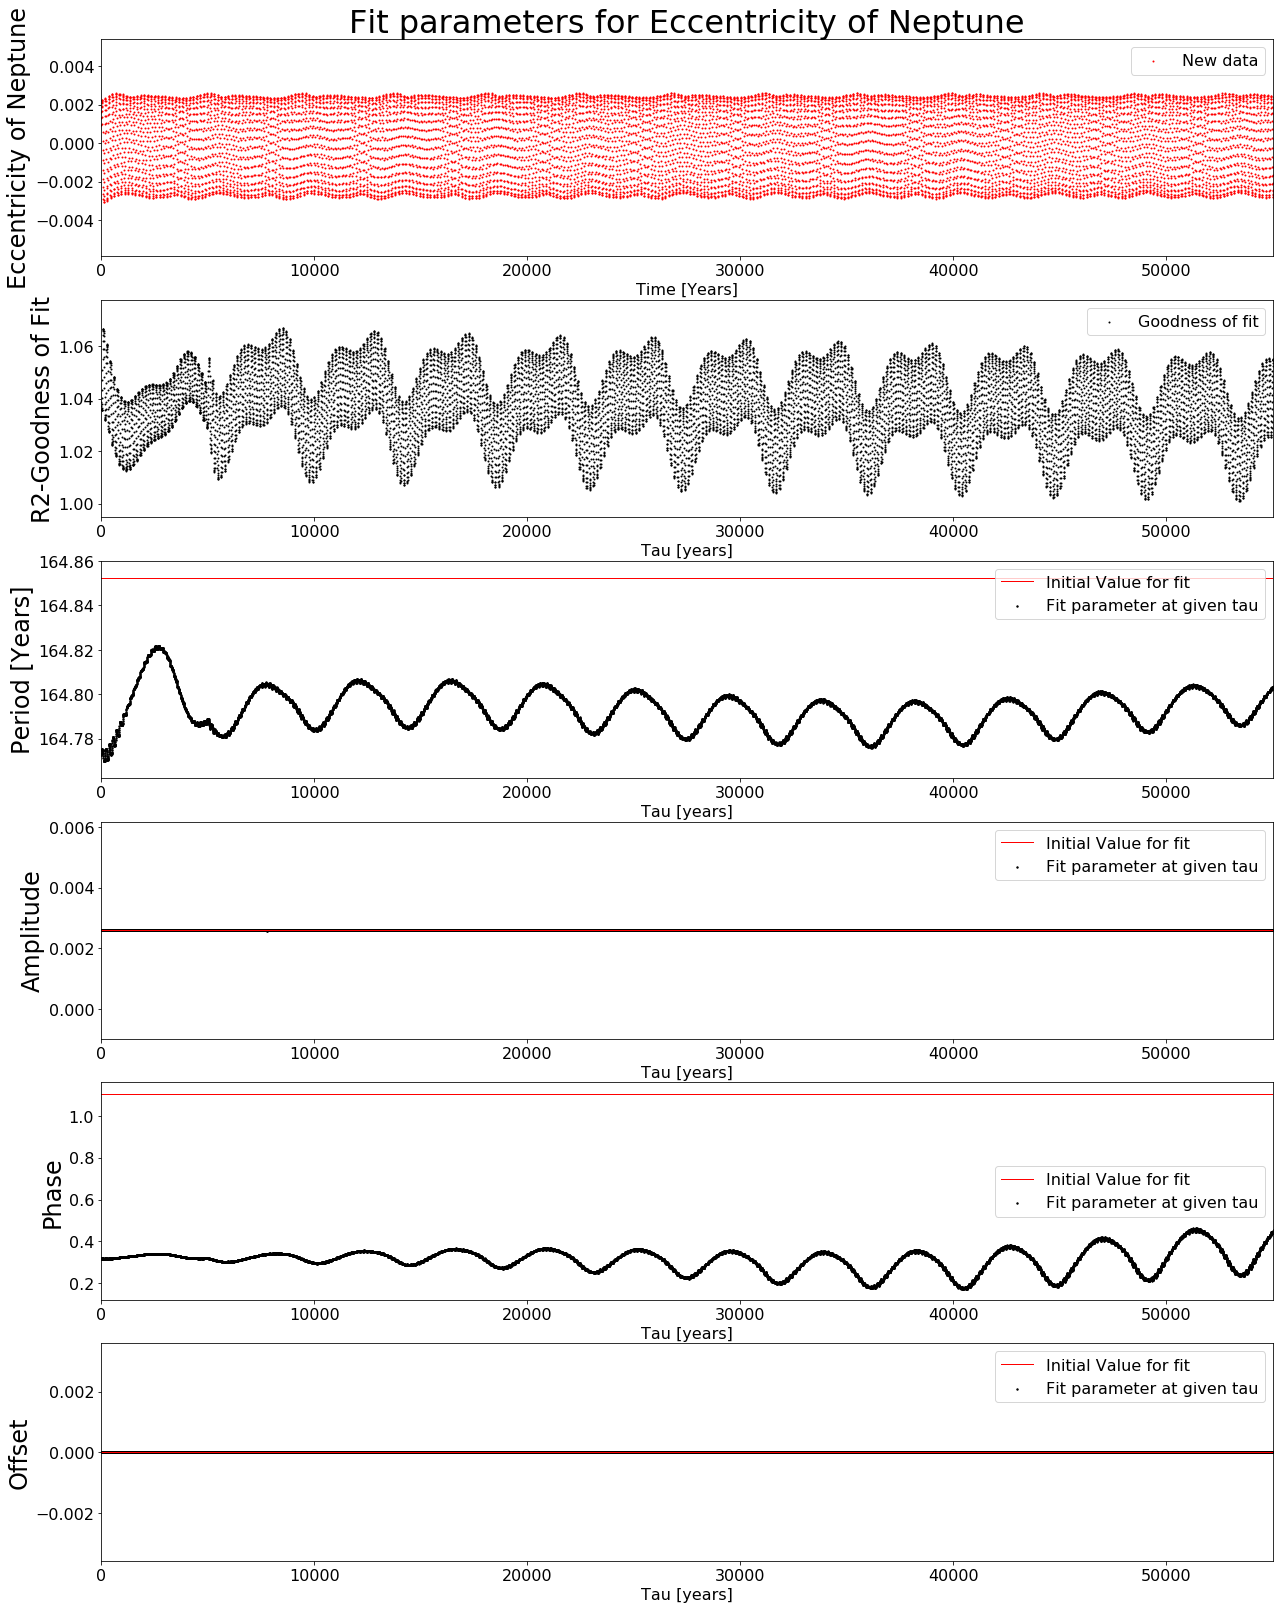 Fit parameters for Eccentricity of Neptune
Eccentricity of Neptune
0.004
0.002
0.000
−0.002
−0.004
New data
0 10000 20000 30000 40000 50000
Time [Years]
R2-Goodness of Fit
1.06
1.04
1.02
1.00
Goodness of fit
0 10000 20000 30000 40000 50000
Tau [years]
Period [Years]
164.86
164.84
164.82
164.80
164.78
Initial Value for fit
Fit parameter at given tau
0 10000 20000 30000 40000 50000
Tau [years]
Amplitude
0.006
0.004
0.002
0.000
Initial Value for fit
Fit parameter at given tau
0 10000 20000 30000 40000 50000
Tau [years]
Phase
1.0
0.8
0.6
0.4
0.2
Initial Value for fit
Fit parameter at given tau
0 10000 20000 30000 40000 50000
Tau [years]
Offset
0.002
0.000
−0.002
Initial Value for fit
Fit parameter at given tau
0 10000 20000 30000 40000 50000
Tau [years]